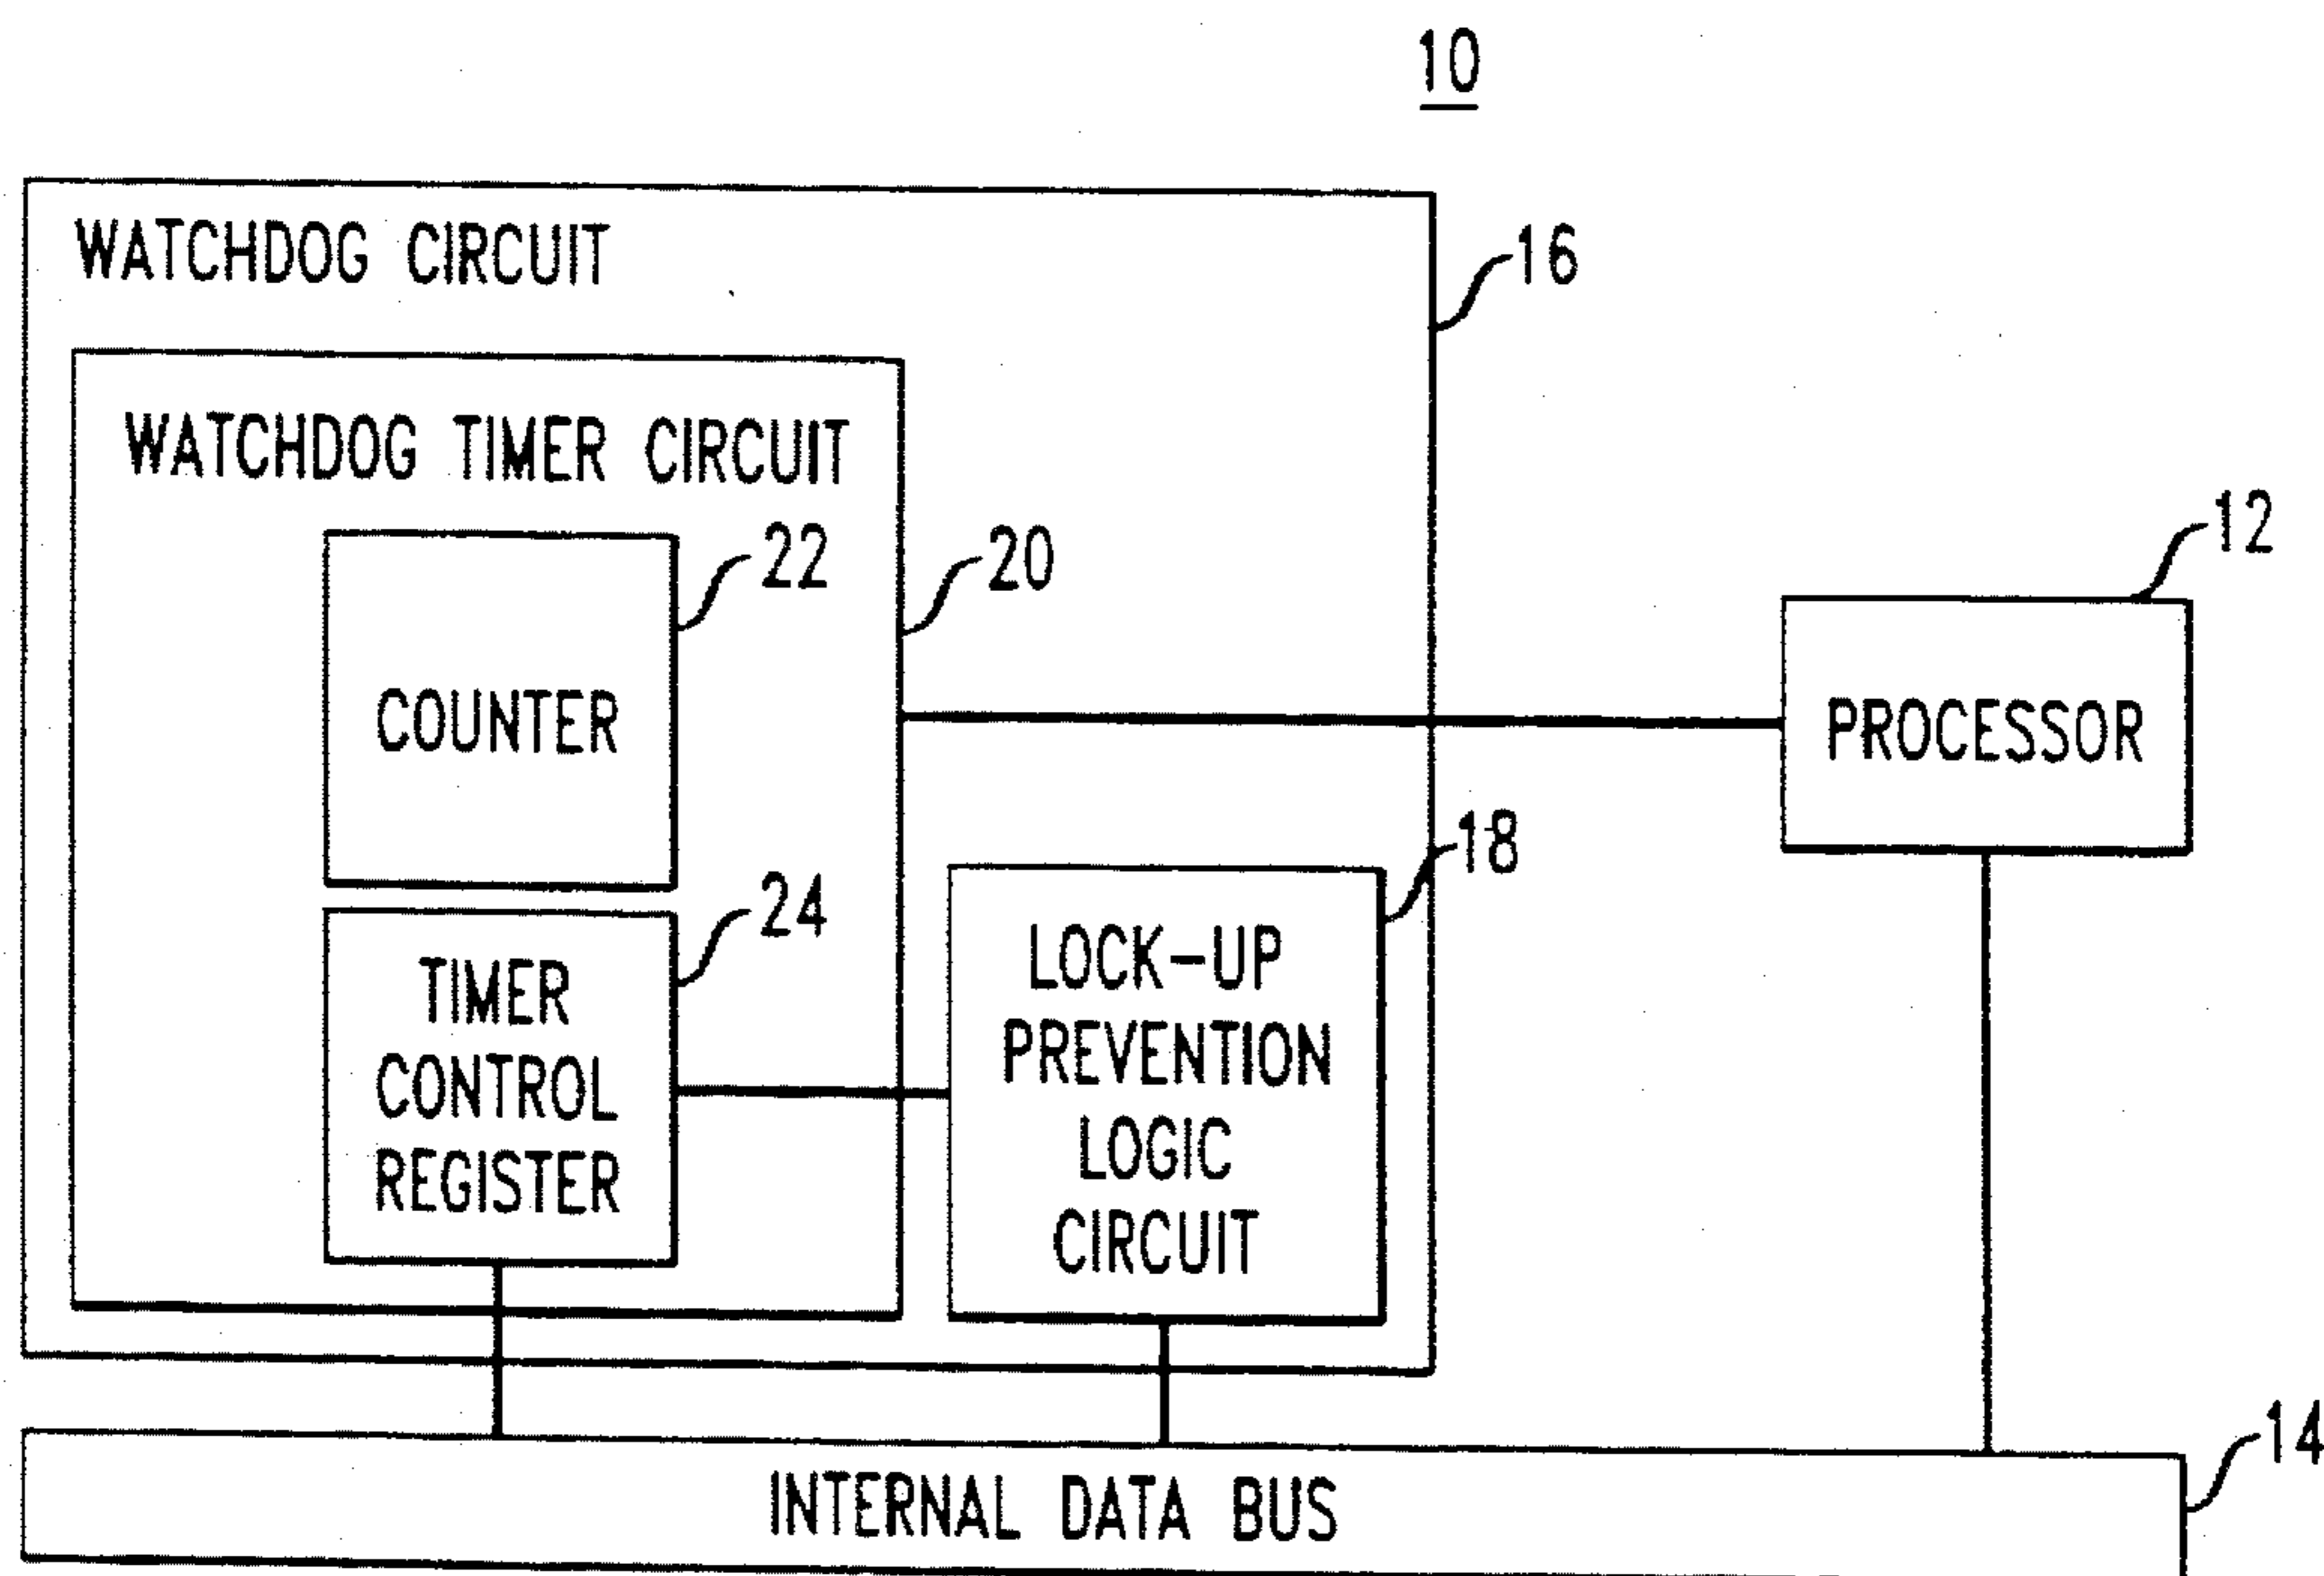 10
WATCHDOG CIRCUIT
16
WATCHDOG TIMER CIRCUIT
22
20
12
COUNTER
PROCESSOR
18
24
TIMER
CONTROL
REGISTER
LOCK-UP
PREVENTION
LOGIC
CIRCUIT
14
INTERNAL DATA BUS